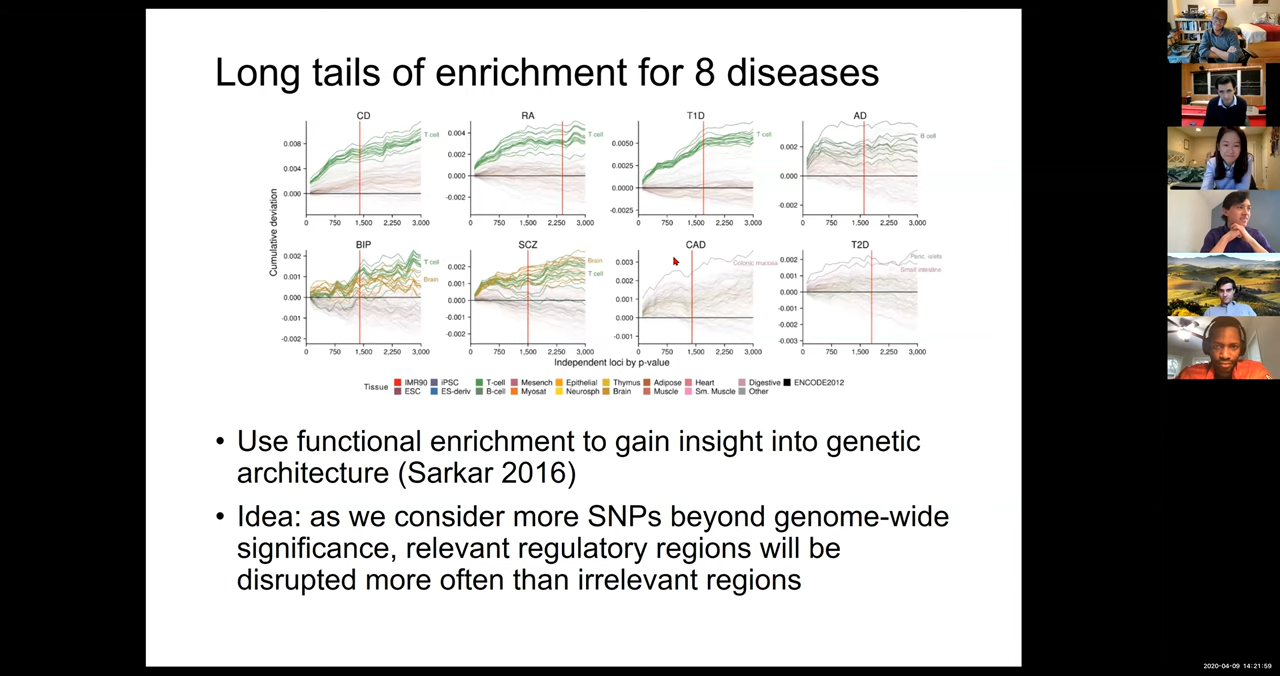 Long tails of enrichment for 8 diseases
CD
RA
T1D
AD
0.008
0.004
0.000
T cell
0.004
0.002
0.000
-0.002
T cell
0.0050
0.0025
0.0000
-0.0025
T cell
0.002
0.000
-0.002
B cell
0 750 1,500 2,250 3,000
0 750 1,500 2,250 3,000
0 750 1,500 2,250 3,000
0 750 1,500 2,250 3,000
Cumulative deviation
BIP
SCZ
CAD
T2D
0.002
0.001
0.000
-0.001
-0.002
T cell
Brain
0.002
0.001
0.000
-0.001
-0.002
Brain
T cell
0.003
0.002
0.001
0.000
-0.001
Colonic mucosa
0.002
0.001
0.000
-0.001
-0.002
-0.003
Panc. islets
Small intestine
0 750 1,500 2,250 3,000
0 750 1,500 2,250 3,000
0 750 1,500 2,250 3,000
0 750 1,500 2,250 3,000
Independent loci by p-value
Tissue
IMR90 iPSC T-cell Mesench Epithelial Thymus Adipose Heart Digestive ENCODE2012
ESC ES-deriv B-cell Myosat Neurosph Brain Muscle Sm. Muscle Other
• Use functional enrichment to gain insight into genetic
architecture (Sarkar 2016)
• Idea: as we consider more SNPs beyond genome-wide
significance, relevant regulatory regions will be
disrupted more often than irrelevant regions
2020-04-09 14:21:59